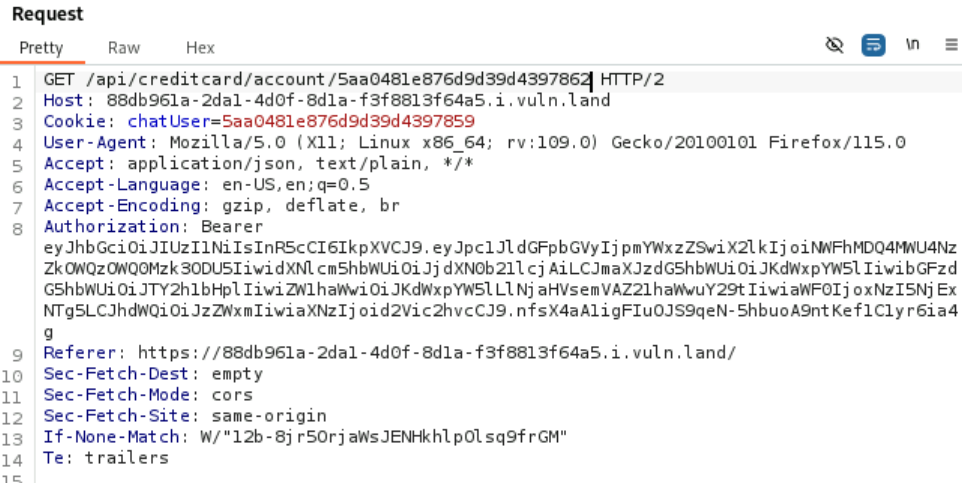 Request
Pretty Raw Hex \n
1 GET /api/creditcard/account/5aa0481e876d9d39d4397862 HTTP/2
2 Host: 88db961a-2da1-4d0f-8d1a-f3f8813f64a5.i.vuln.land
3 Cookie: chatUser=5aa0481e876d9d39d4397859
4 User-Agent: Mozilla/5.0 (X11; Linux x86_64; rv:109.0) Gecko/20100101 Firefox/115.0
5 Accept: application/json, text/plain, */*
6 Accept-Language: en-US,en;q=0.5
7 Accept-Encoding: gzip, deflate, br
8 Authorization: Bearer
eyJhbGciOiJIUzI1NiIsInR5cCI6IkpXVCJ9.eyJpc1JldGFpbGVyIjpmYWxzZSwiX2lkIjoiNWFhMDQ4MWU4Nz
ZkOWQzOWQ0Mzk3ODU5IiwidXNlcm5hbWUiOiJjdXN0b21lcjAiLCJmaXJzdG5hbWUiOiJKdWxpYW5lIiwibGFzd
G5hbWUiOiJTY2h1bHplIiwiZW1haWwiOiJKdWxpYW5lLlNjaHVsemVAZ21haWwuY29tIiwiaWF0IjoxNzI5NjEx
NTg5LCJhdWQiOiJzZWxmIiwiaXNzIjoid2Vic2hvcCJ9.nfsX4aA1igFIuOJS9qeN-5hbuoA9ntKef1C1yr6ia4
g
9 Referer: https://88db961a-2da1-4d0f-8d1a-f3f8813f64a5.i.vuln.land/
10 Sec-Fetch-Dest: empty
11 Sec-Fetch-Mode: cors
12 Sec-Fetch-Site: same-origin
13 If-None-Match: W/"12b-8jr5OrjaWsJENHkhlpOlsq9frGM"
14 Te: trailers
15